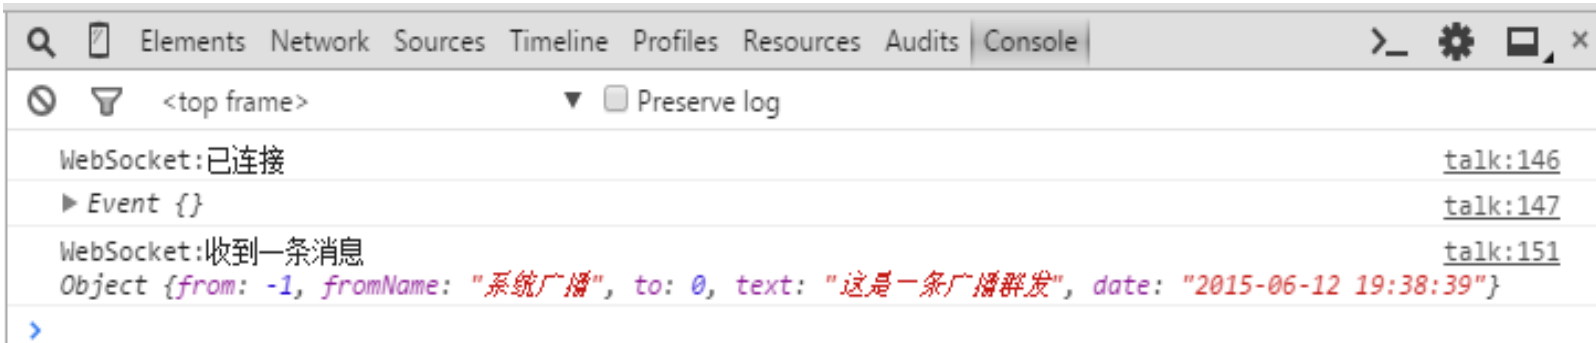 Elements Network Sources Timeline Profiles Resources Audits Console
<top frame> Preserve log
WebSocket:已连接 talk:146
Event {} talk:147
WebSocket:收到一条消息 talk:151
Object {from: -1, fromName: "系统广播", to: 0, text: "这是一条广播群发", date: "2015-06-12 19:38:39"}